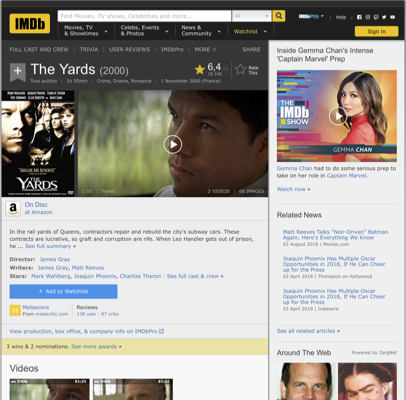 IMDb
Find Movies, TV shows, Celebrities and more...
All
IMDbPro
Help
Movies, TV & Showtimes
Celebs, Events & Photos
News & Community
Watchlist
Sign in
FULL CAST AND CREW | TRIVIA | USER REVIEWS | IMDbPro | MORE
SHARE
The Yards (2000)
6,4
Rate This
Tous publics | 1h 55min | Crime, Drama, Romance | 1 November 2000 (France)
THE YARDS
1:33 | Trailer
2 VIDEOS | 68 IMAGES
On Disc
at Amazon
In the rail yards of Queens, contractors repair and rebuild the city's subway cars. These
contracts are lucrative, so graft and corruption are rife. When Leo Handler gets out of prison,
he ... See full summary »
Director: James Gray
Writers: James Gray, Matt Reeves
Stars: Mark Wahlberg, Joaquin Phoenix, Charlize Theron | See full cast & crew »
+ Add to Watchlist
Metascore
From metacritic.com
Reviews
138 user | 97 critic
View production, box office, & company info on IMDbPro
3 wins & 2 nominations. See more awards »
Videos
Inside Gemma Chan's Intense
'Captain Marvel' Prep
THE IMDb SHOW
GEMMA CHAN
Gemma Chan had to do some serious prep to
take on her role in Captain Marvel.
Watch now »
Related News
Matt Reeves Talks "Noir-Driven" Batman
Again; Here's Everything We Know
03 August 2018 | Movies.com
Joaquin Phoenix Has Multiple Oscar
Opportunities in 2018, If He Can Cheer
up for the Press
03 April 2018 | Thompson on Hollywood
Joaquin Phoenix Has Multiple Oscar
Opportunities in 2018, If He Can Cheer
up for the Press
03 April 2018 | Indiewire
See all related articles »
Around The Web
Powered by ZergNet